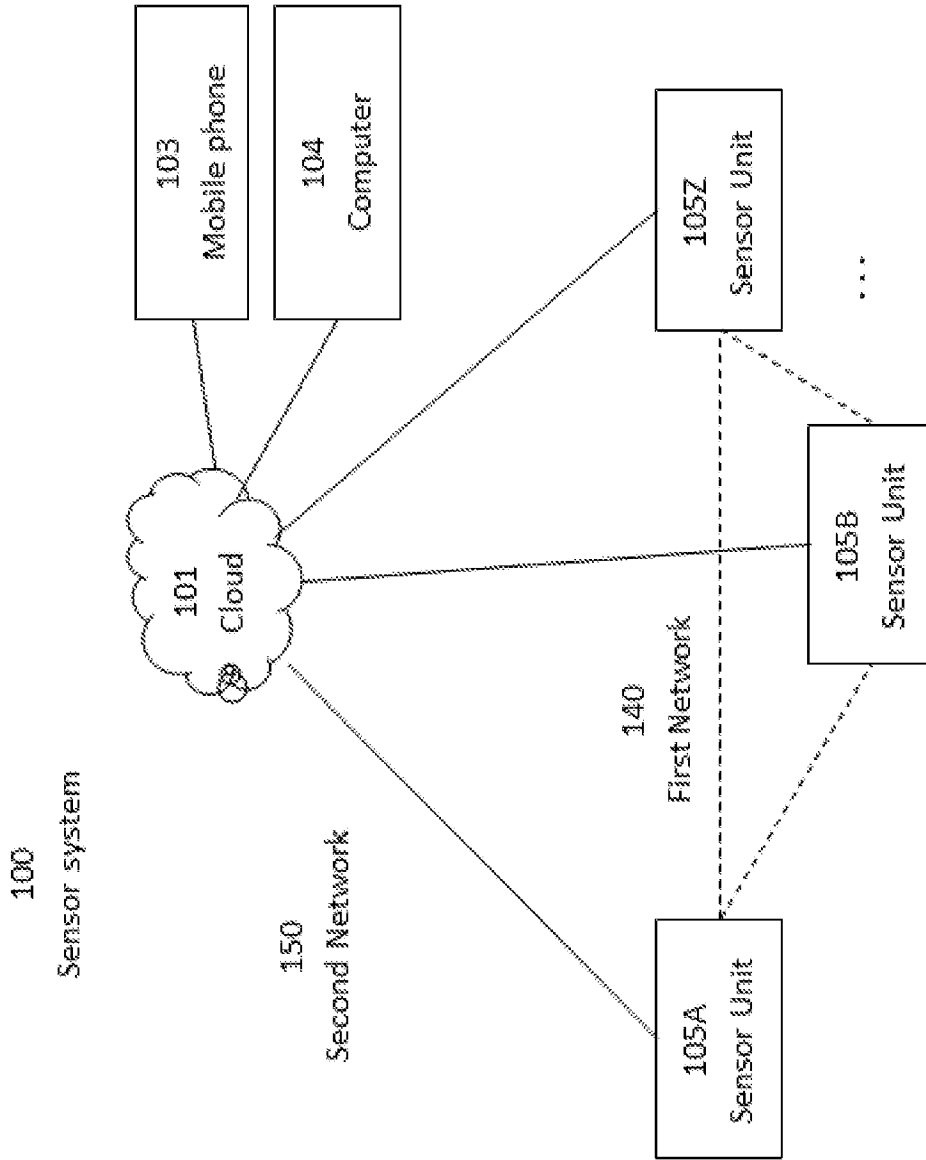 100
Sensor system
101
Cloud
103
Mobile phone
104
Computer
150
Second Network
140
First Network
105A
Sensor Unit
105B
Sensor Unit
105Z
Sensor Unit
...